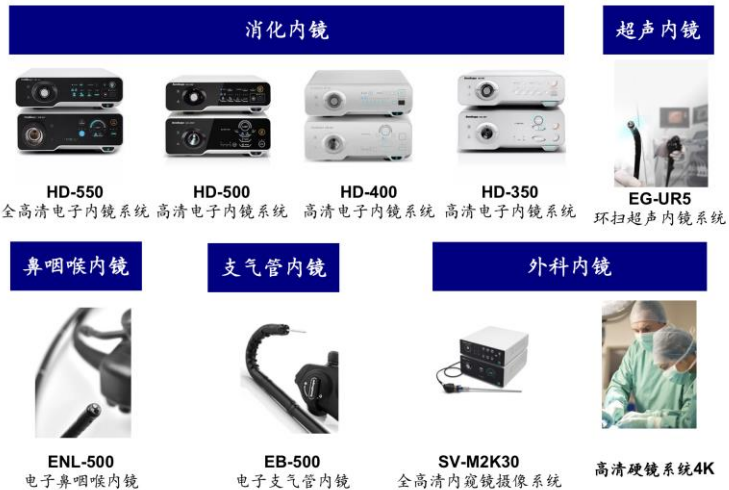 消化内镜
超声内镜
HD-550
HD-500
HD-400
HD-350
EG-UR5
全高清电子内镜系统
高清电子内镜系统
高清电子内镜系统
高清电子内镜系统
环扫超声内镜系统
鼻咽喉内镜
支气管内镜
外科内镜
ENL-500
EB-500
SV-M2K30
高清硬镜系统4K
电子鼻咽喉内镜
电子支气管内镜
全高清内窥镜摄像系统